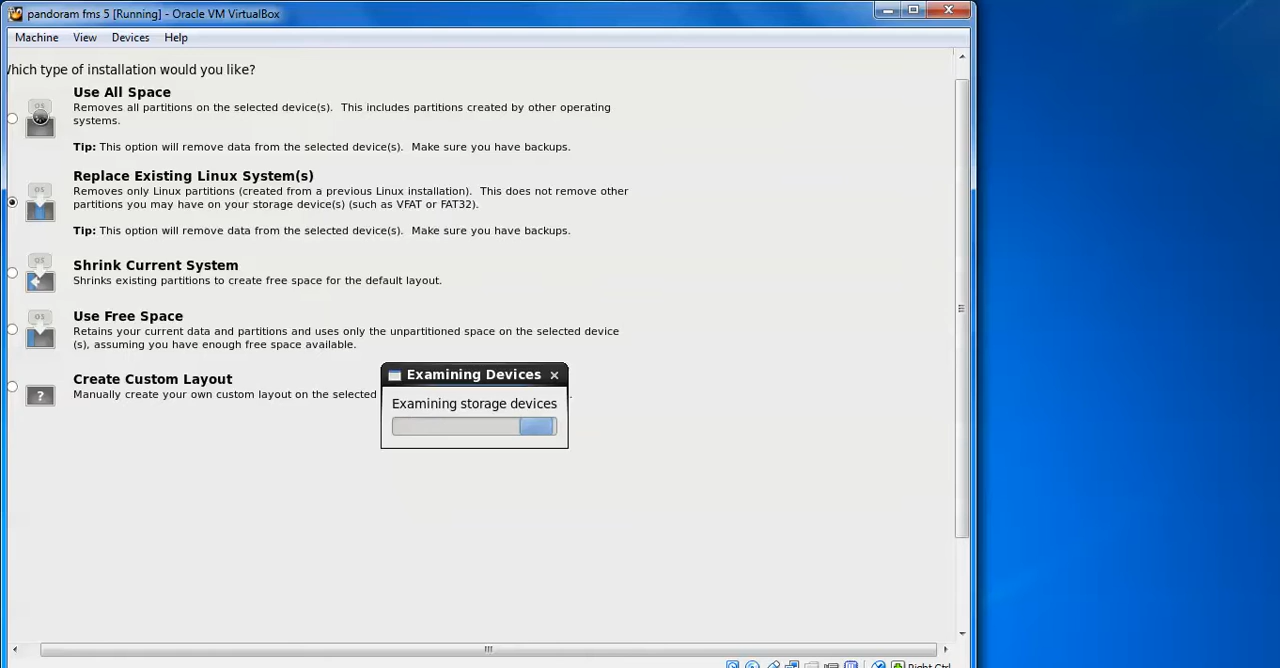 pandoram fms 5 [Running] - Oracle VM VirtualBox
Machine View Devices Help
Which type of installation would you like?
Use All Space
Removes all partitions on the selected device(s). This includes partitions created by other operating
systems.
Tip: This option will remove data from the selected device(s). Make sure you have backups.
Replace Existing Linux System(s)
Removes only Linux partitions (created from a previous Linux installation). This does not remove other
partitions you may have on your storage device(s) (such as VFAT or FAT32).
Tip: This option will remove data from the selected device(s). Make sure you have backups.
Shrink Current System
Shrinks existing partitions to create free space for the default layout.
Use Free Space
Retains your current data and partitions and uses only the unpartitioned space on the selected device
(s), assuming you have enough free space available.
Create Custom Layout
Manually create your own custom layout on the selected
Examining Devices
Examining storage devices
Right Ctrl